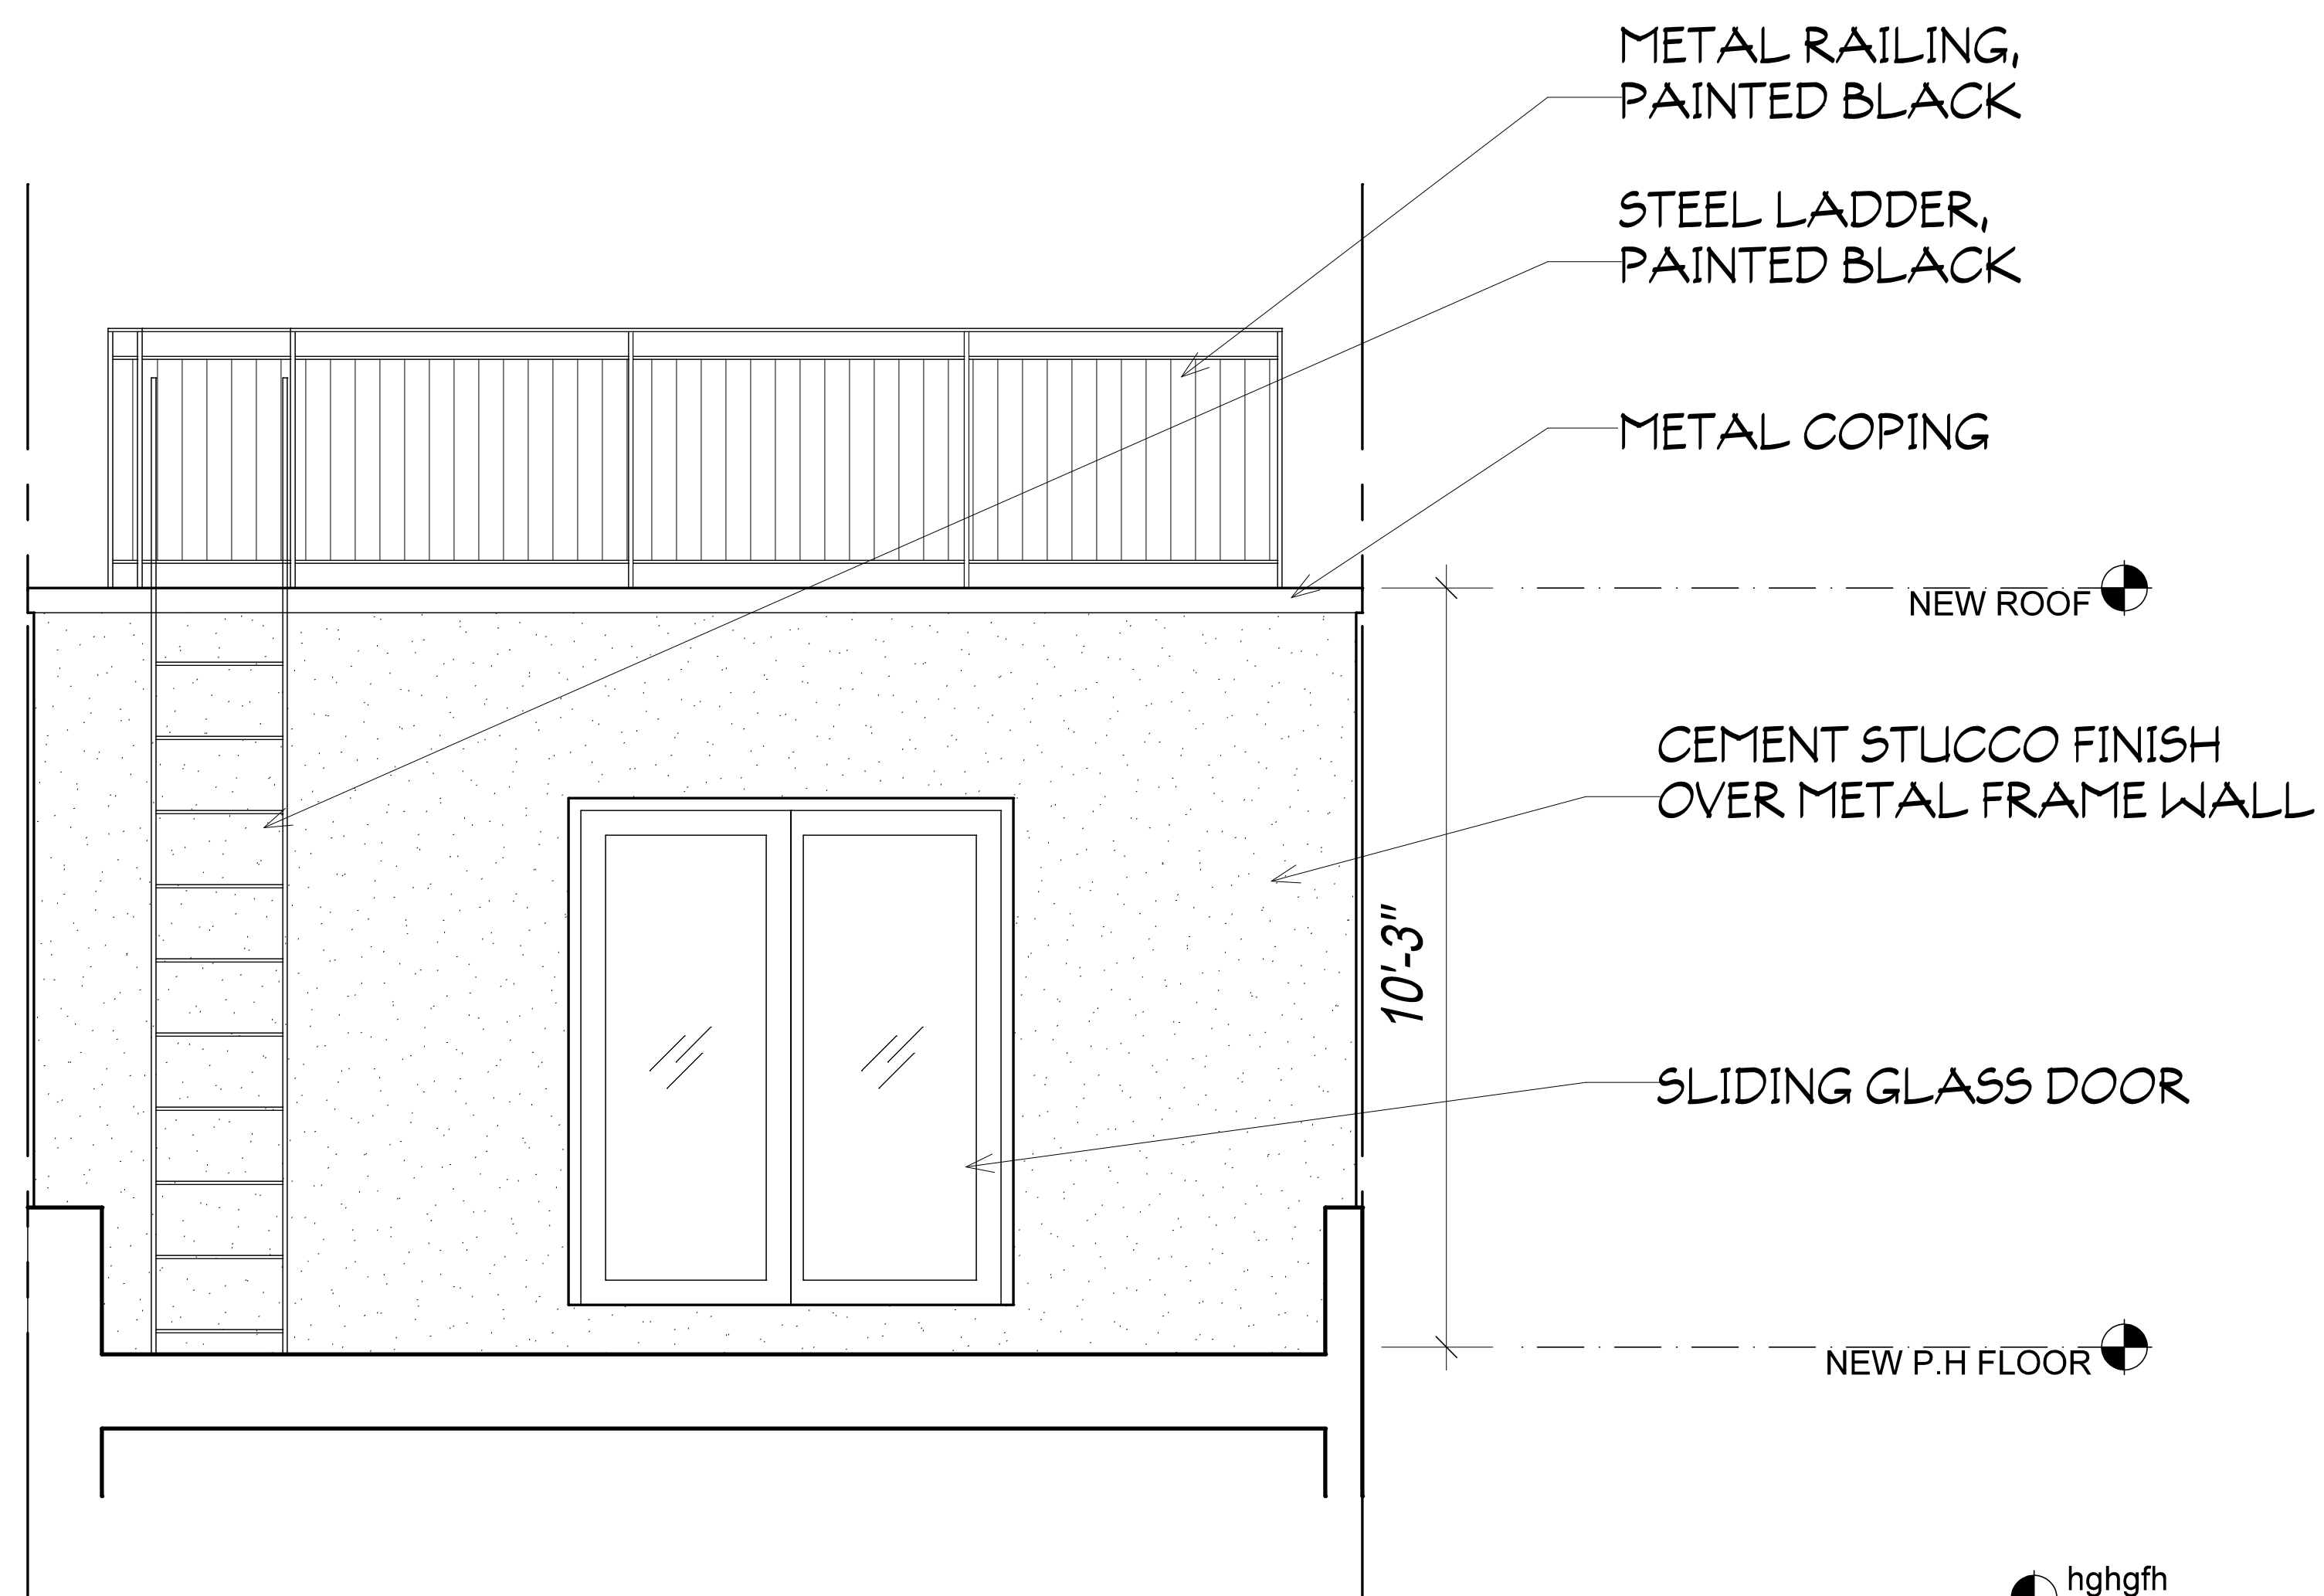 METAL RAILING,
PAINTED BLACK
STEEL LADDER,
PAINTED BLACK
METAL COPING
NEW ROOF
CEMENT STUCCO FINISH
OVER METAL FRAME WALL
10'-3"
SLIDING GLASS DOOR
NEW P.H FLOOR
hghgfh